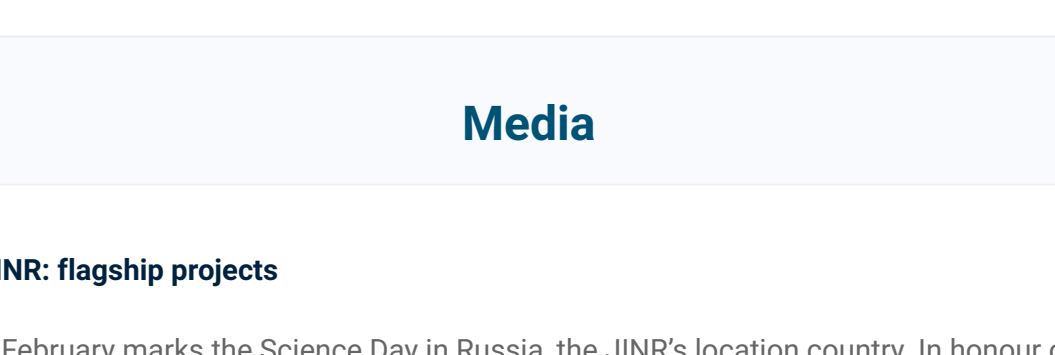 Media
INR: flagship projects
February marks the Science Day in Russia, the JINR's location country. In honour